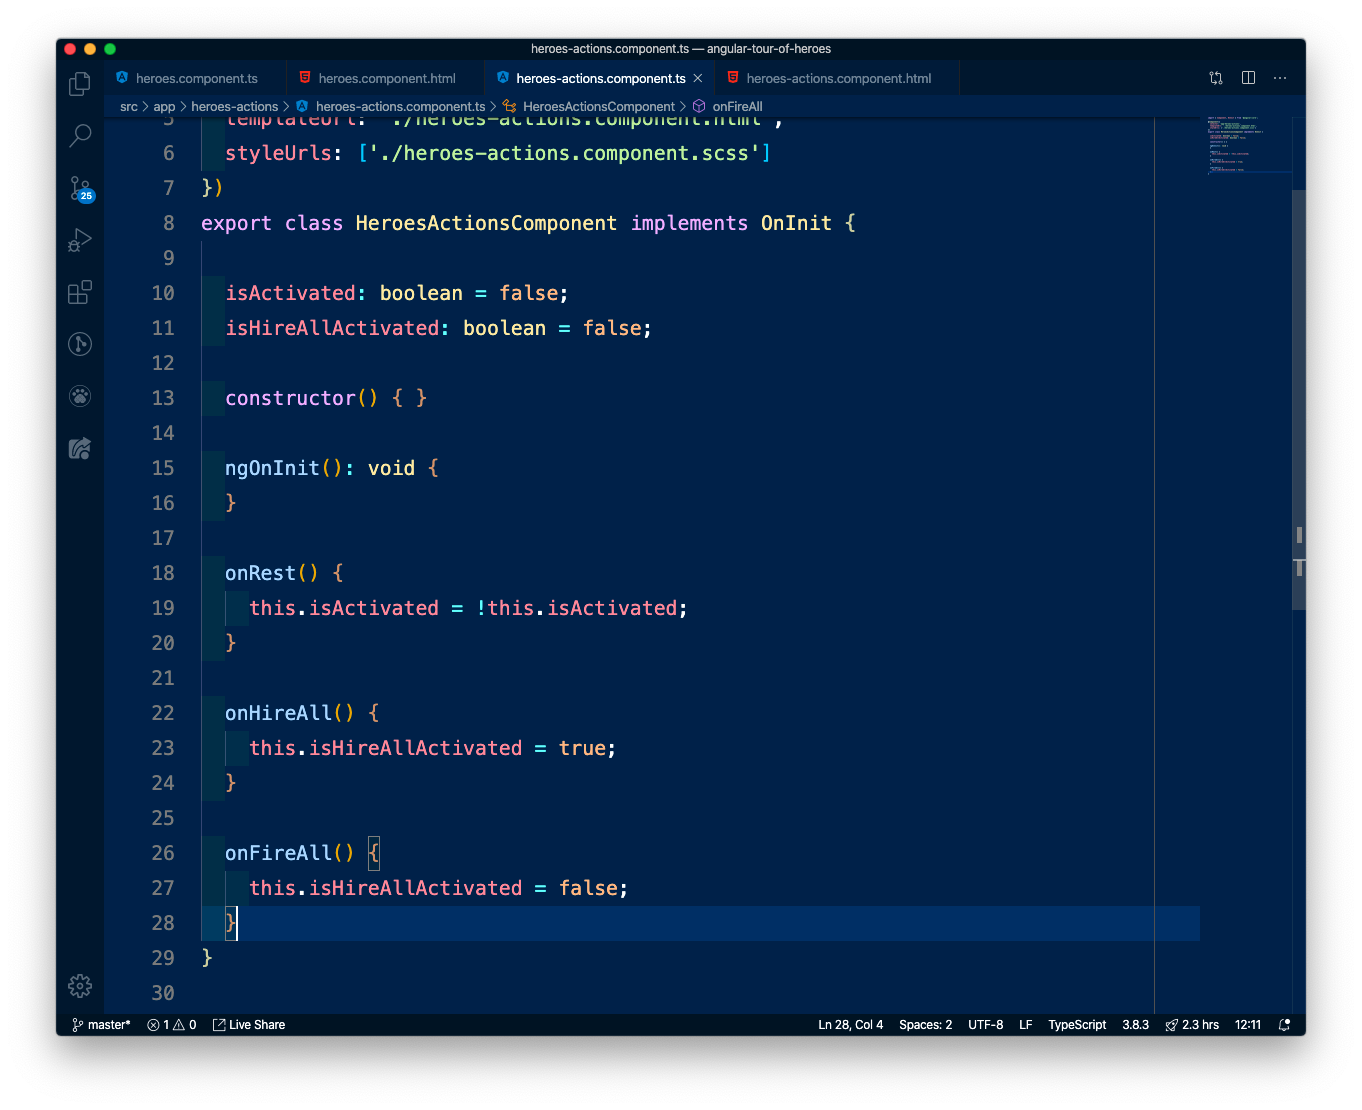 heroes-actions.component.ts — angular-tour-of-heroes
heroes.component.ts heroes.component.html heroes-actions.component.ts heroes-actions.component.html
src > app > heroes-actions > heroes-actions.component.ts > HeroesActionsComponent > onFireAll
5 templateUrl: './heroes-actions.component.html',
6 styleUrls: ['./heroes-actions.component.scss']
7 })
8 export class HeroesActionsComponent implements OnInit {
9
10 isActivated: boolean = false;
11 isHireAllActivated: boolean = false;
12
13 constructor() { }
14
15 ngOnInit(): void {
16 }
17
18 onRest() {
19 this.isActivated = !this.isActivated;
20 }
21
22 onHireAll() {
23 this.isHireAllActivated = true;
24 }
25
26 onFireAll() {
27 this.isHireAllActivated = false;
28 }
29 }
30
25
master* 1 0 Live Share Ln 28, Col 4 Spaces: 2 UTF-8 LF TypeScript 3.8.3 2.3 hrs 12:11